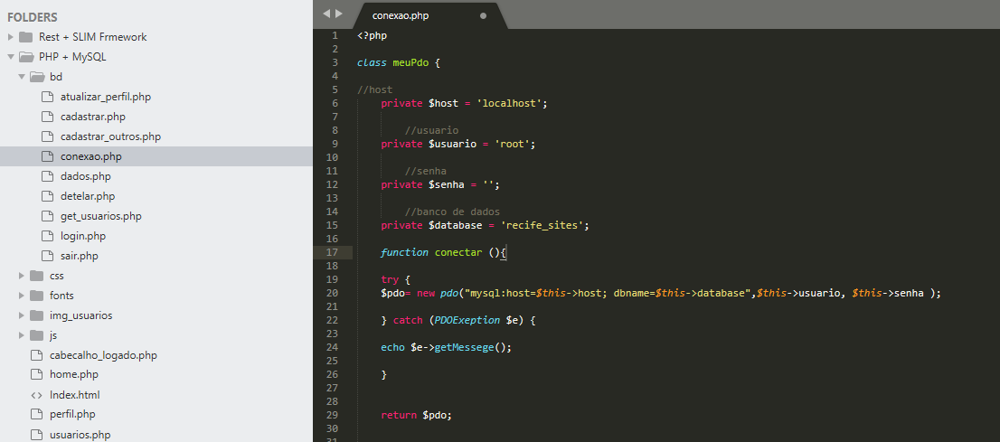 FOLDERS
Rest + SLIM Frmework
PHP + MySQL
bd
atualizar_perfil.php
cadastrar.php
cadastrar_outros.php
conexao.php
dados.php
detelar.php
get_usuarios.php
login.php
sair.php
css
fonts
img_usuarios
js
cabecalho_logado.php
home.php
Index.html
perfil.php
usuarios.php
conexao.php
1 <?php
2
3 class meuPdo {
4
5 //host
6 private $host = 'localhost';
7
8 //usuario
9 private $usuario = 'root';
10
11 //senha
12 private $senha = '';
13
14 //banco de dados
15 private $database = 'recife_sites';
16
17 function conectar (){
18
19 try {
20 $pdo= new pdo("mysql:host=$this->host; dbname=$this->database",$this->usuario, $this->senha );
21
22 } catch (PDOExeption $e) {
23
24 echo $e->getMessege();
25
26 }
27
28
29 return $pdo;
30
31